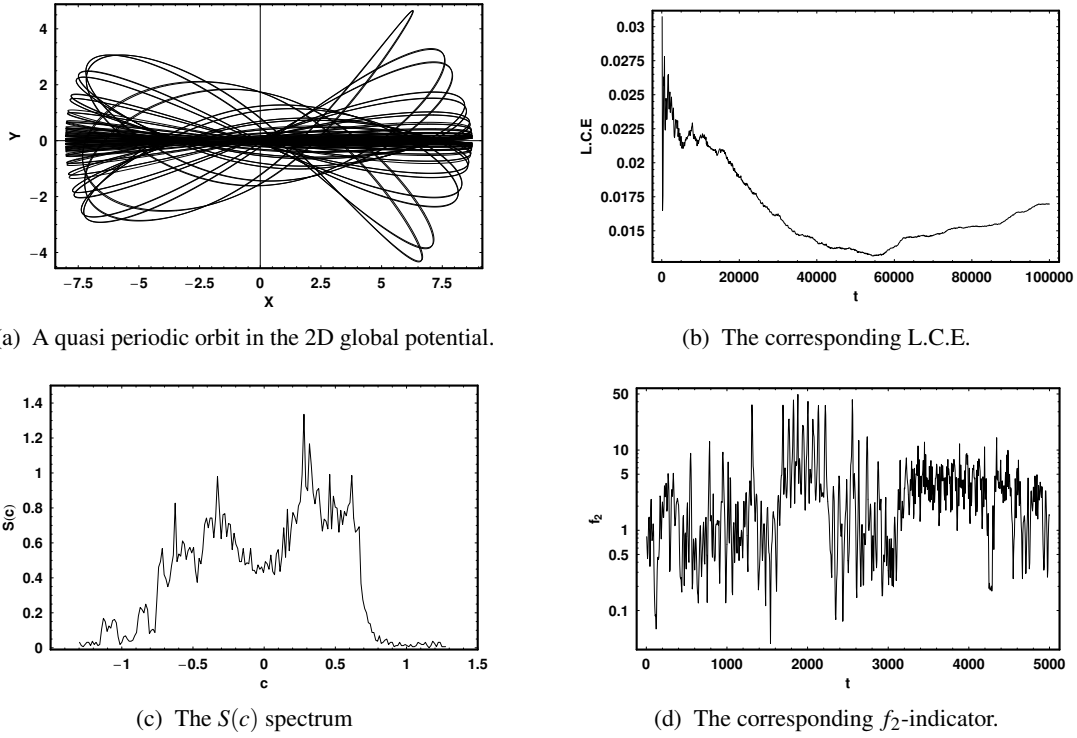 4
2
0
−2
−4
Y
−7.5 −5 −2.5 0 2.5 5 7.5
X
(a) A quasi periodic orbit in the 2D global potential.
0.03
0.0275
0.025
0.0225
0.02
0.0175
0.015
L.C.E
0 20000 40000 60000 80000 100000
t
(b) The corresponding L.C.E.
1.4
1.2
1
0.8
0.6
0.4
0.2
0
S(c)
−1 −0.5 0 0.5 1 1.5
c
(c) The S(c) spectrum
50
10
5
1
0.5
0.1
f2
0 1000 2000 3000 4000 5000
t
(d) The corresponding f2-indicator.